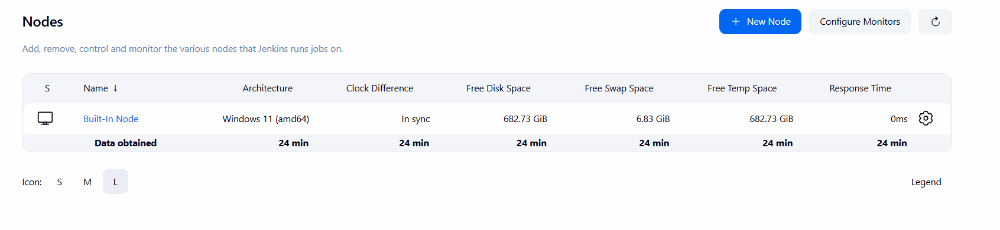 Nodes
+ New Node
Configure Monitors
Add, remove, control and monitor the various nodes that Jenkins runs jobs on.
S Name ↓ Architecture Clock Difference Free Disk Space Free Swap Space Free Temp Space Response Time
Built-In Node Windows 11 (amd64) In sync 682.73 GiB 6.83 GiB 682.73 GiB 0ms
Data obtained 24 min 24 min 24 min 24 min 24 min 24 min
Icon: S M L
Legend